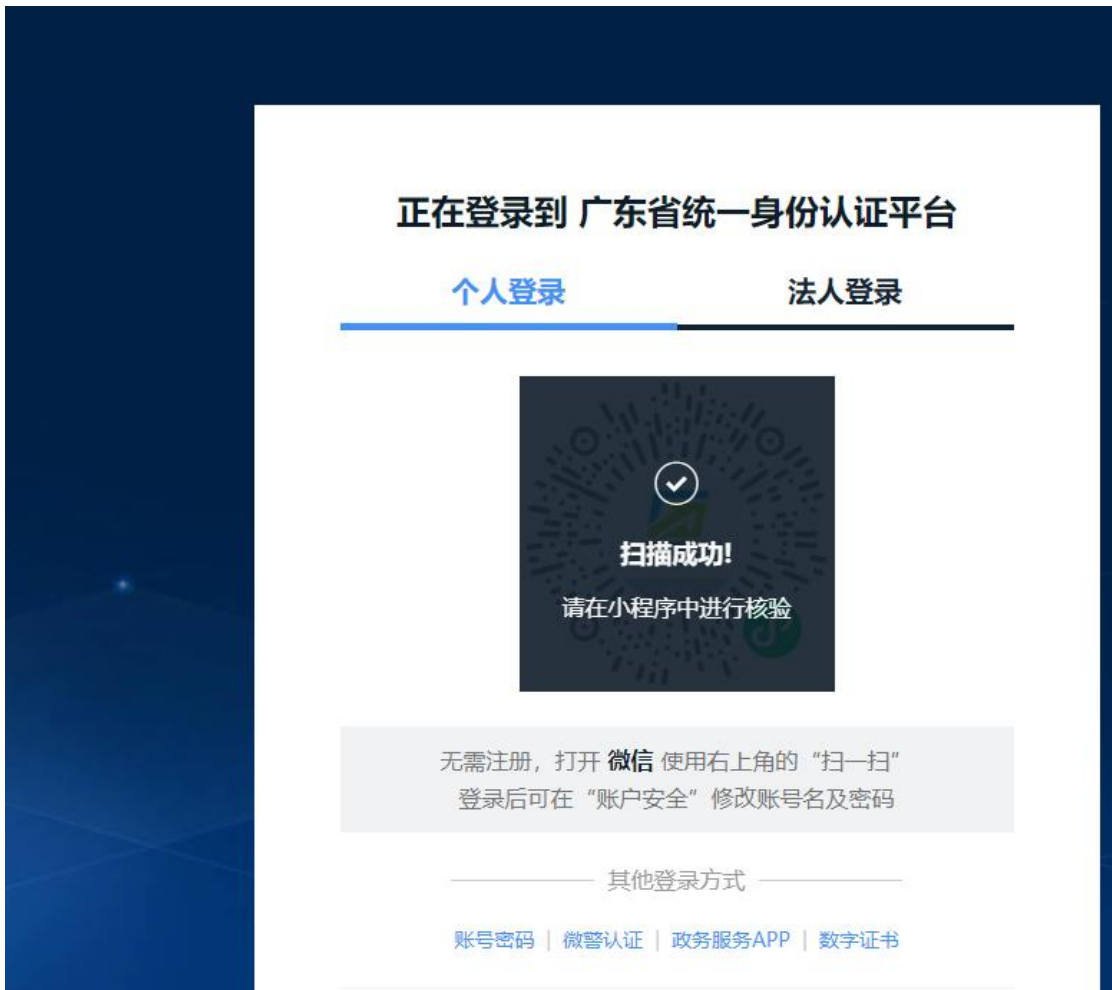 正在登录到 广东省统一身份认证平台
个人登录 法人登录
扫描成功!
请在小程序中进行核验
无需注册，打开 微信 使用右上角的“扫一扫”
登录后可在“账户安全”修改账号名及密码
其他登录方式
账号密码 | 微警认证 | 政务服务APP | 数字证书